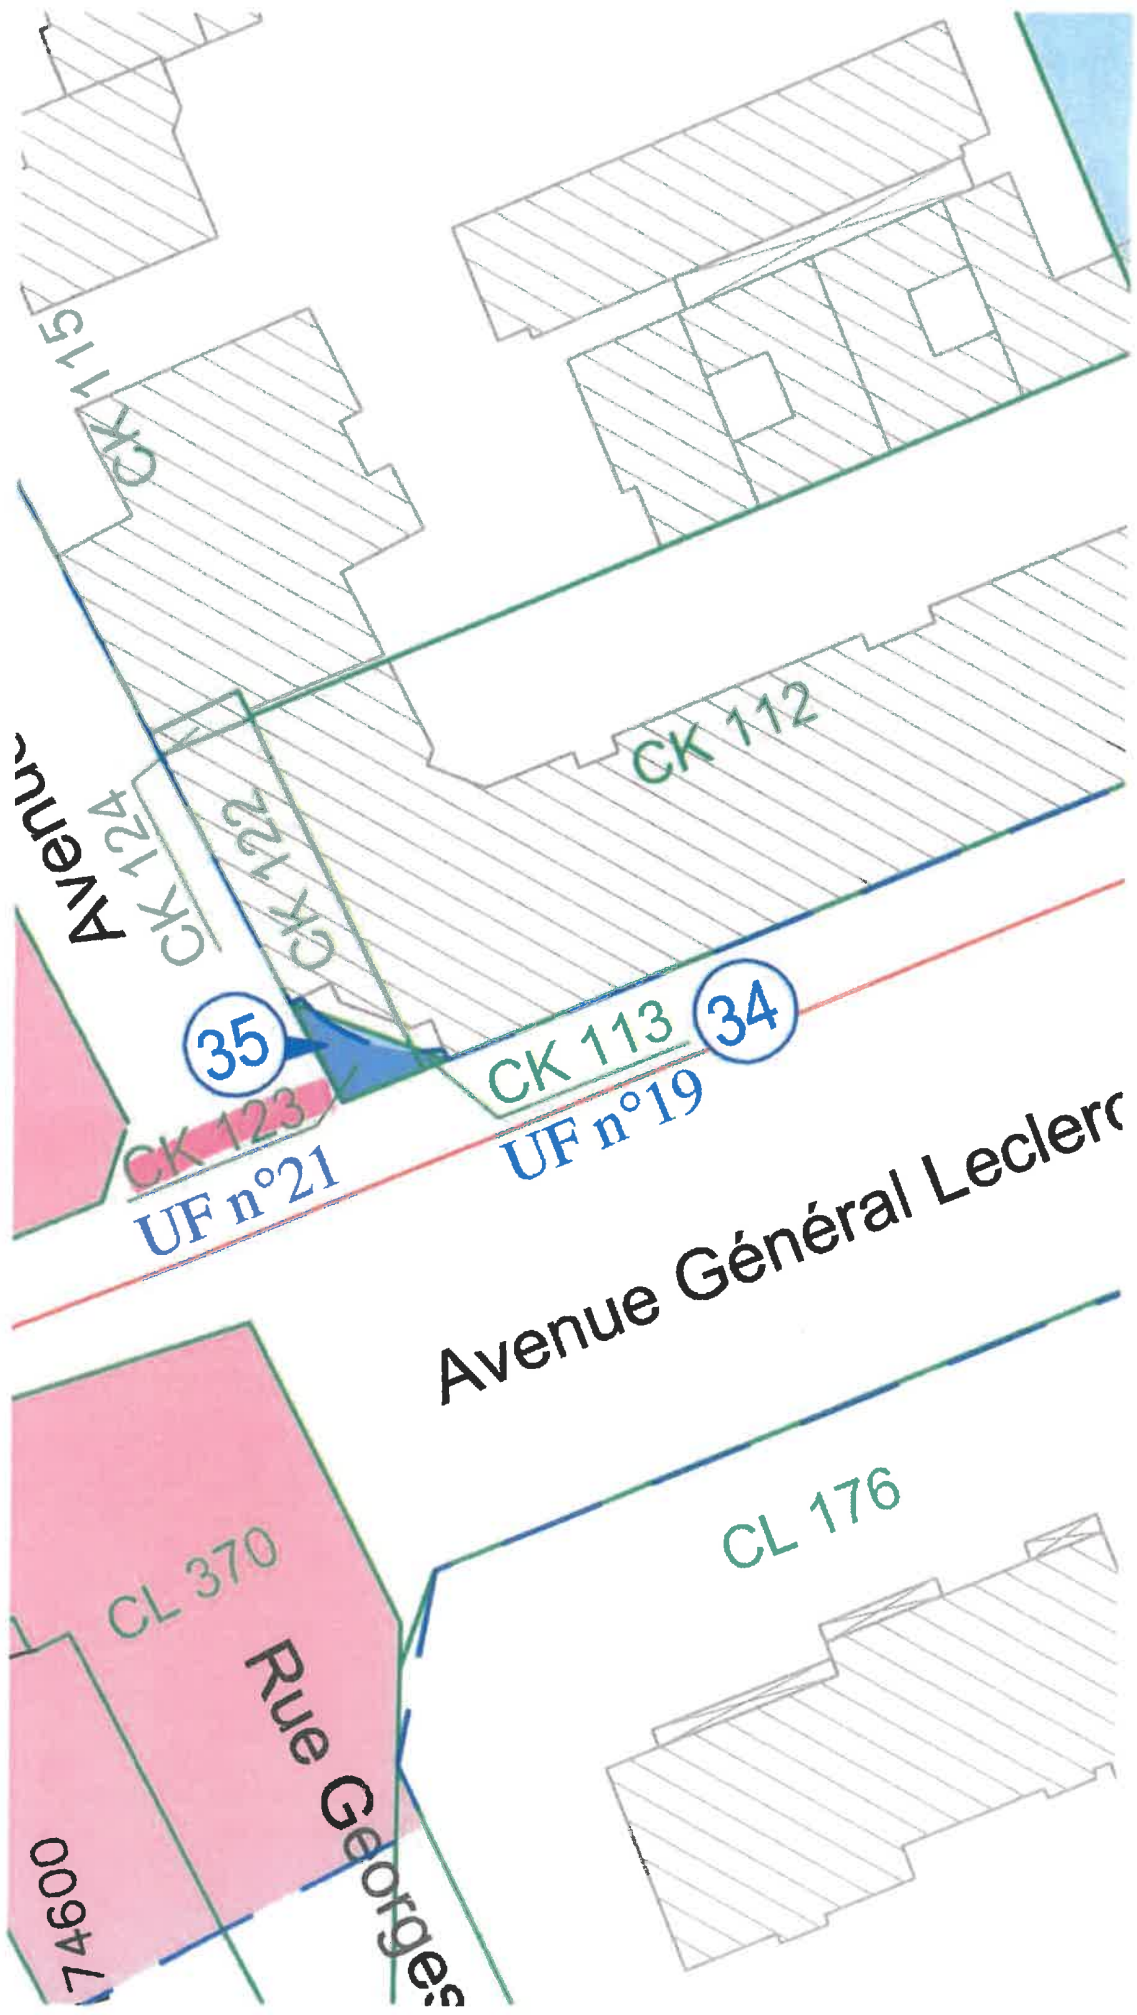 CK 115
CK 112
Avenue
CK 124
CK 122
35
34
CK 113
CK 123
UF n°19
UF n°21
Avenue Général Leclerc
CL 176
CL 370
Rue Georges
74600